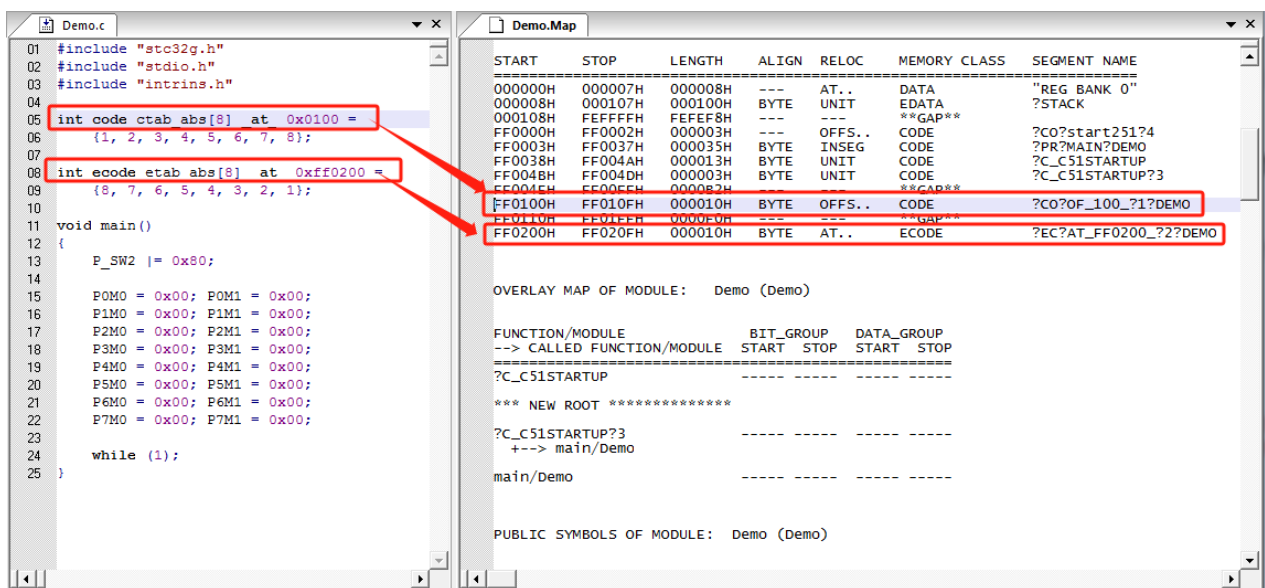 Demo.c
01 #include "stc32g.h"
02 #include "stdio.h"
03 #include "intrins.h"
04
05 int code ctab_abs[8] _at_ 0x0100 =
06 {1, 2, 3, 4, 5, 6, 7, 8};
07
08 int ecode etab_abs[8] _at_ 0xff0200 =
09 {8, 7, 6, 5, 4, 3, 2, 1};
10
11 void main()
12 {
13 P_SW2 |= 0x80;
14
15 P0M0 = 0x00; P0M1 = 0x00;
16 P1M0 = 0x00; P1M1 = 0x00;
17 P2M0 = 0x00; P2M1 = 0x00;
18 P3M0 = 0x00; P3M1 = 0x00;
19 P4M0 = 0x00; P4M1 = 0x00;
20 P5M0 = 0x00; P5M1 = 0x00;
21 P6M0 = 0x00; P6M1 = 0x00;
22 P7M0 = 0x00; P7M1 = 0x00;
23
24 while (1);
25 }
Demo.Map
START STOP LENGTH ALIGN RELOC MEMORY CLASS SEGMENT NAME
=========================================================================
000000H 000007H 000008H --- AT.. DATA "REG BANK 0"
000008H 000107H 000100H BYTE UNIT EDATA ?STACK
000108H FEFFFFH FEFEF8H --- --- **GAP**
FF0000H FF0002H 000003H --- OFFS.. CODE ?CO?start251?4
FF0003H FF0037H 000035H BYTE INSEG CODE ?PR?MAIN?DEMO
FF0038H FF004AH 000013H BYTE UNIT CODE ?C_C51STARTUP
FF004BH FF004DH 000003H BYTE UNIT CODE ?C_C51STARTUP?3
FF004EH FF00FFH 0000B2H --- --- **GAP**
FF0100H FF010FH 000010H BYTE OFFS.. CODE ?CO?OF_100_?1?DEMO
FF0110H FF01FFH 0000F0H --- --- **GAP**
FF0200H FF020FH 000010H BYTE AT.. ECODE ?EC?AT_FF0200_?2?DEMO
OVERLAY MAP OF MODULE: Demo (Demo)
FUNCTION/MODULE BIT_GROUP DATA_GROUP
--> CALLED FUNCTION/MODULE START STOP START STOP
====================================================
?C_C51STARTUP ----- ----- ----- -----
*** NEW ROOT **************
?C_C51STARTUP?3 ----- ----- ----- -----
+--> main/Demo
main/Demo ----- ----- ----- -----
PUBLIC SYMBOLS OF MODULE: Demo (Demo)